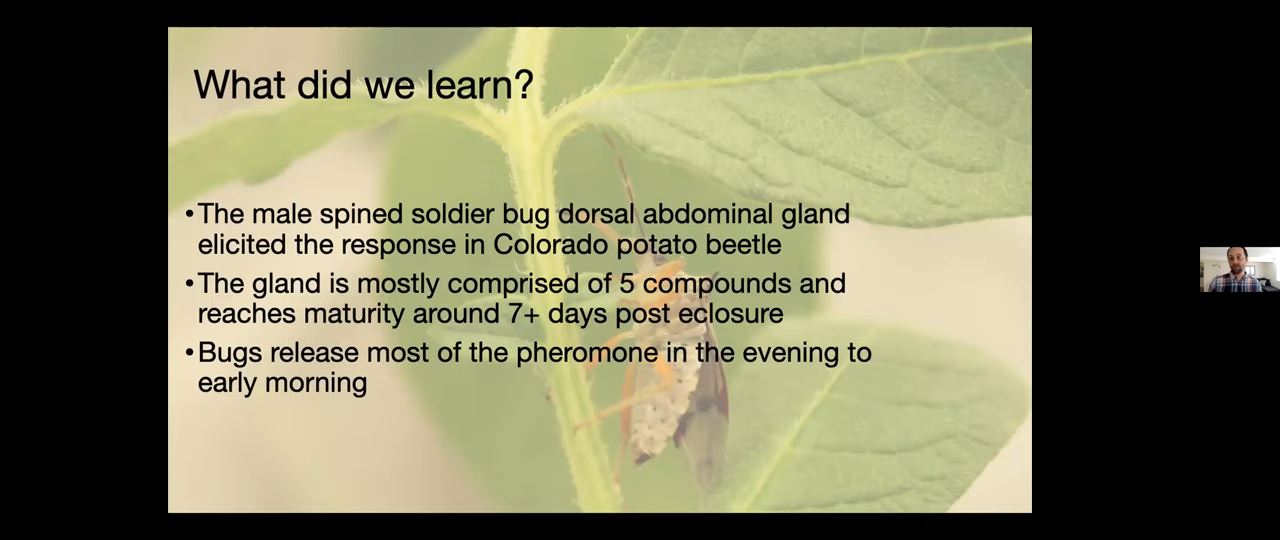 What did we learn?
•The male spined soldier bug dorsal abdominal gland
elicited the response in Colorado potato beetle
•The gland is mostly comprised of 5 compounds and
reaches maturity around 7+ days post eclosure
•Bugs release most of the pheromone in the evening to
early morning